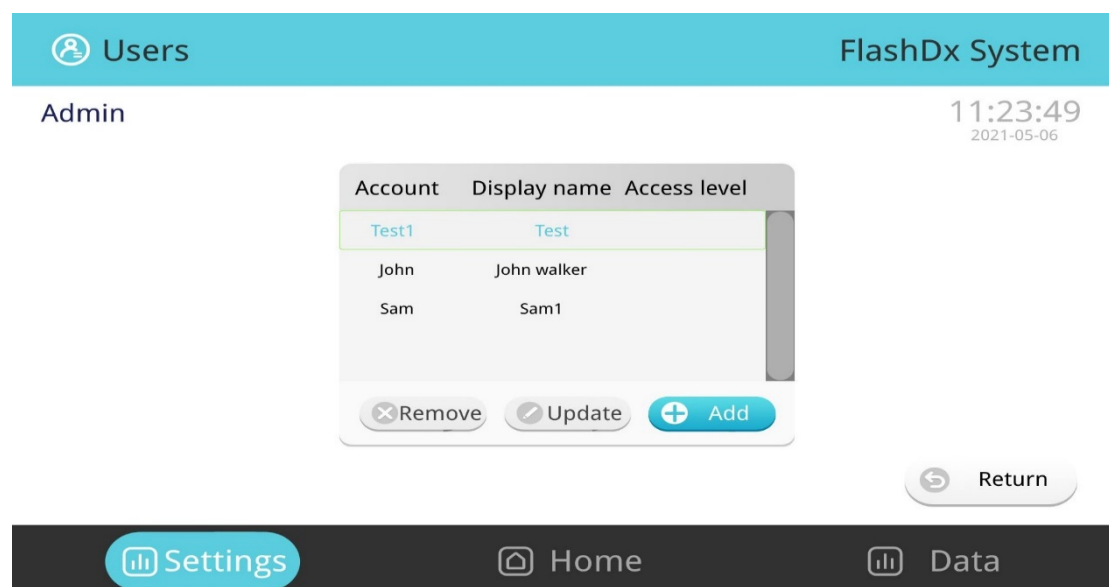 Users FlashDx System
Admin 11:23:49
2021-05-06
Account Display name Access level
Test1 Test
John John walker
Sam Sam1
Remove Update Add
Return
Settings Home Data